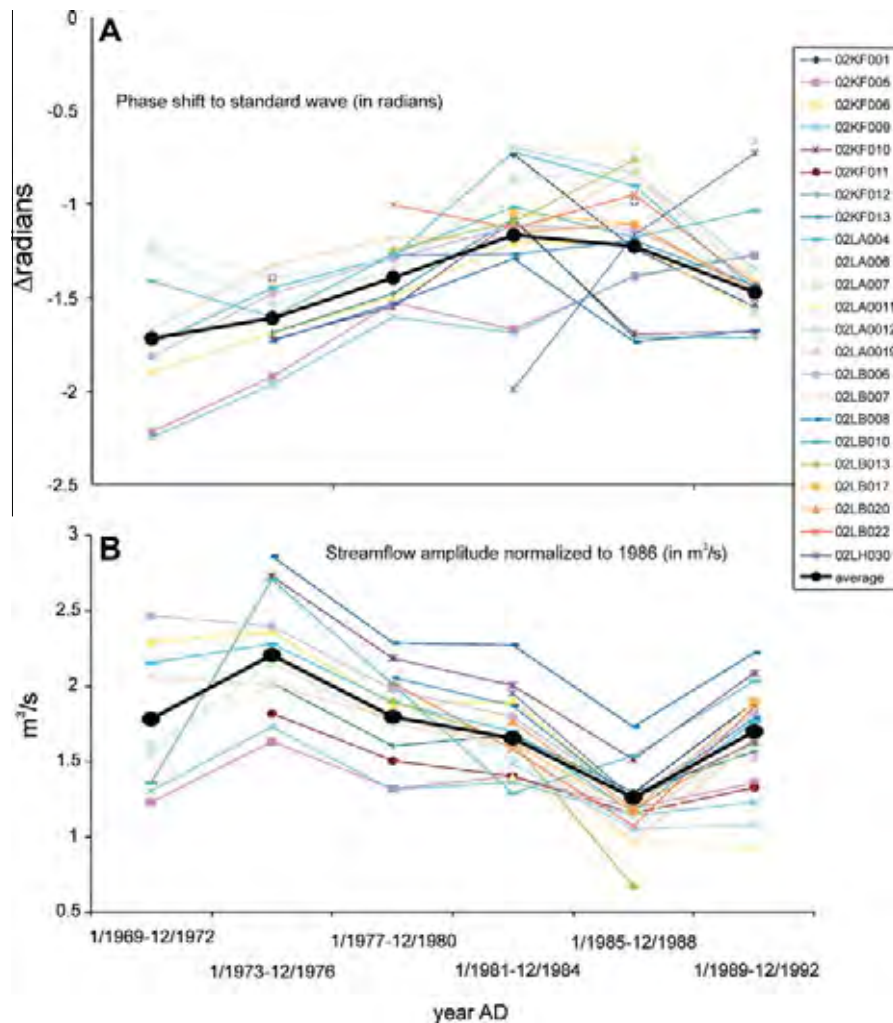 A
0
-0.5
-1
-1.5
-2
-2.5
Δradians
Phase shift to standard wave (in radians)
02KF001
02KF005
02KF006
02KF009
02KF010
02KF011
02KF012
02KF013
02LA004
02LA006
02LA007
02LA0011
02LA0012
02LA0019
02LB006
02LB007
02LB008
02LB010
02LB013
02LB017
02LB020
02LB022
02LH030
average
B
3
2.5
2
1.5
1
0.5
m³/s
Streamflow amplitude normalized to 1986 (in m³/s)
1/1969-12/1972
1/1973-12/1976
1/1977-12/1980
1/1981-12/1984
1/1985-12/1988
1/1989-12/1992
year AD